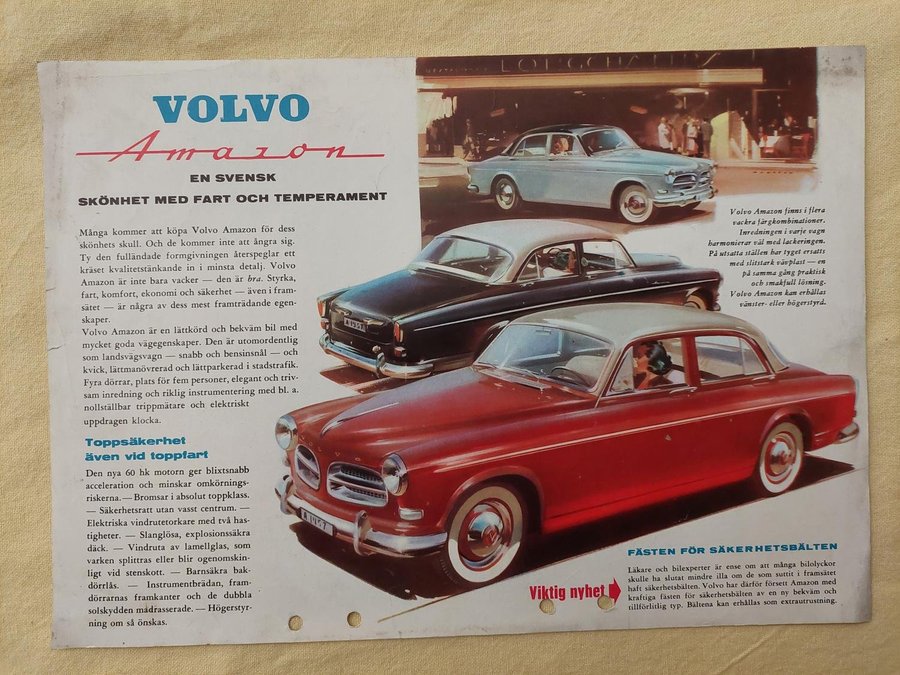 VOLVO
Amazon
EN SVENSK
SKÖNHET MED FART OCH TEMPERAMENT
Många kommer att köpa Volvo Amazon för dess
skönhets skull. Och de kommer inte att ångra sig.
Ty den fulländade formgivningen återspeglar ett
kräset kvalitetstänkande in i minsta detalj. Volvo
Amazon är inte bara vacker — den är bra. Styrka,
fart, komfort, ekonomi och säkerhet — även i fram-
sätet — är några av dess mest framträdande egen-
skaper.
Volvo Amazon är en lättkörd och bekväm bil med
mycket goda vägegenskaper. Den är utomordentlig
som landsvägsvagn — snabb och bensinsnål — och
kvick, lättmanövrerad och lättparkerad i stadstrafik.
Fyra dörrar, plats för fem personer, elegant och triv-
sam inredning och riklig instrumentering med bl. a.
nollställbar trippmätare och elektriskt
uppdragen klocka.
Toppsäkerhet
även vid toppfart
Den nya 60 hk motorn ger blixtsnabb
acceleration och minskar omkörnings-
riskerna. — Bromsar i absolut toppklass.
— Säkerhetsratt utan vasst centrum. —
Elektriska vindrutetorkare med två has-
tigheter. — Slanglösa, explosionssäkra
däck. — Vindruta av lamellglas, som
varken splittras eller blir ogenomskin-
ligt vid stenskott. — Barnsäkra bak-
dörrlås. — Instrumentbrädan, fram-
dörrarnas framkanter och de dubbla
solskydden madrasserade. — Högerstyr-
ning om så önskas.
LONGCHAMPS
Volvo Amazon finns i flera
vackra färgkombinationer.
Inredningen i varje vagn
harmonierar väl med lackeringen.
På utsatta ställen har tyget ersatts
med slitstark vävplast — en
på samma gång praktisk
och smakfull lösning.
Volvo Amazon kan erhållas
vänster- eller högerstyrd.
A 1957
VOLVO
A 1957
Viktig nyhet
FÄSTEN FÖR SÄKERHETSBÄLTEN
Läkare och bilexperter är ense om att många bilolyckor
skulle ha slutat mindre illa om de som suttit i framsätet
haft säkerhetsbälten. Volvo har därför försett Amazon med
kraftiga fästen för säkerhetsbälten av en ny bekväm och
tillförlitlig typ. Bältena kan erhållas som extrautrustning.